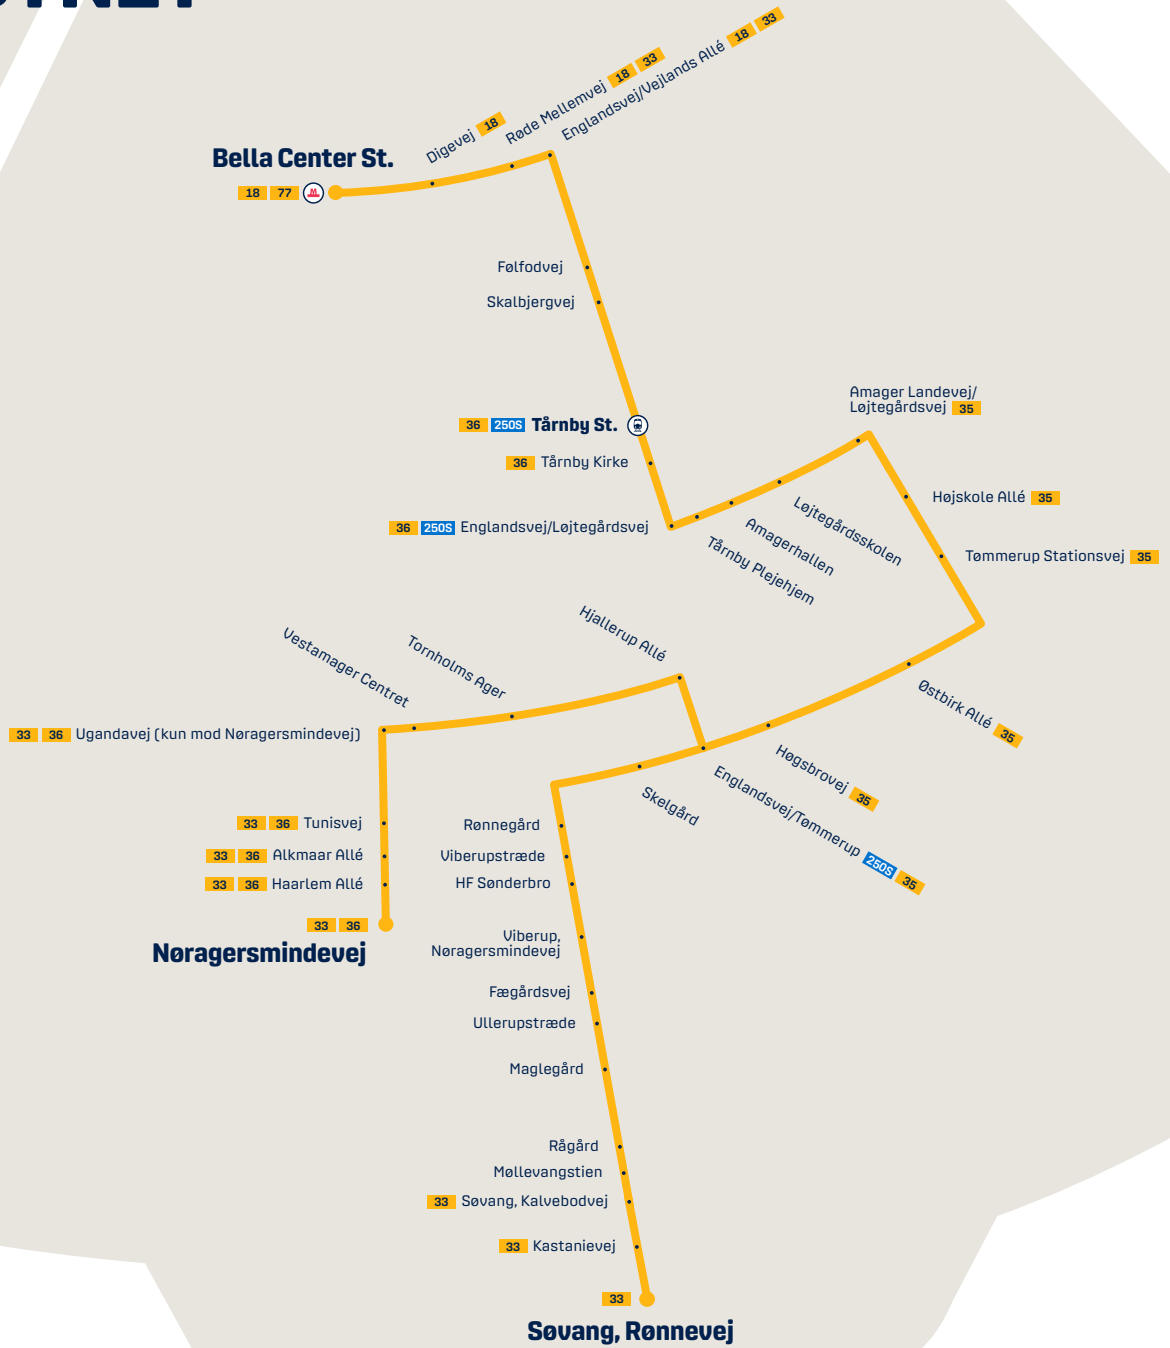 Digevej 18
Røde Mellemvej 18 33
Englandsvej/Vejlands Allé 18 33
Bella Center St.
18 77 M
Følfodvej
Skalbjergvej
36 250S Tårnby St.
36 Tårnby Kirke
36 250S Englandsvej/Løjtegårdsvej
Amager Landevej/
Løjtegårdsvej 35
Højskole Allé 35
Tømmerup Stationsvej 35
Løjtegårdsskolen
Amagerhallen
Tårnby Plejehjem
Hjallerup Allé
Tornholms Ager
Vestamager Centret
33 36 Ugandavej (kun mod Nøragersmindevej)
Østbirk Allé 35
Høgsbrovej 35
Englandsvej/Tømmerup 250S 35
Skelgård
33 36 Tunisvej
33 36 Alkmaar Allé
33 36 Haarlem Allé
33 36
Nøragersmindevej
Rønnegård
Viberupstræde
HF Sønderbro
Viberup,
Nøragersmindevej
Fægårdsvej
Ullerupstræde
Maglegård
Rågård
Møllevangstien
33 Søvang, Kalvebodvej
33 Kastanievej
33
Søvang, Rønnevej